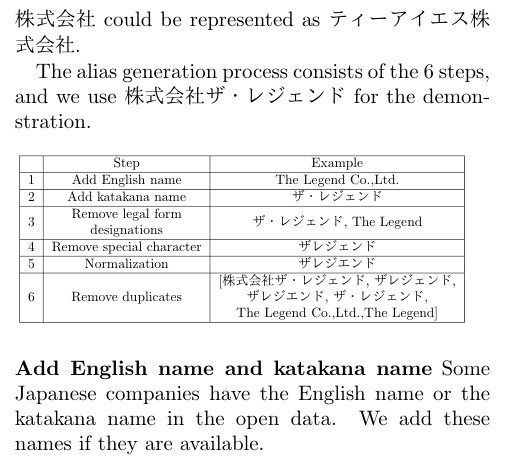 株式会社 could be represented as ティーアイエス株
式会社.
The alias generation process consists of the 6 steps,
and we use 株式会社ザ・レジェンド for the demon-
stration.
Step Example
1 Add English name The Legend Co.,Ltd.
2 Add katakana name ザ・レジェンド
3 Remove legal form designations ザ・レジェンド, The Legend
4 Remove special character ザレジェンド
5 Normalization ザレジエンド
6 Remove duplicates [株式会社ザ・レジェンド, ザレジェンド,
ザレジエンド, ザ・レジェンド,
The Legend Co.,Ltd.,The Legend]
Add English name and katakana name Some
Japanese companies have the English name or the
katakana name in the open data. We add these
names if they are available.